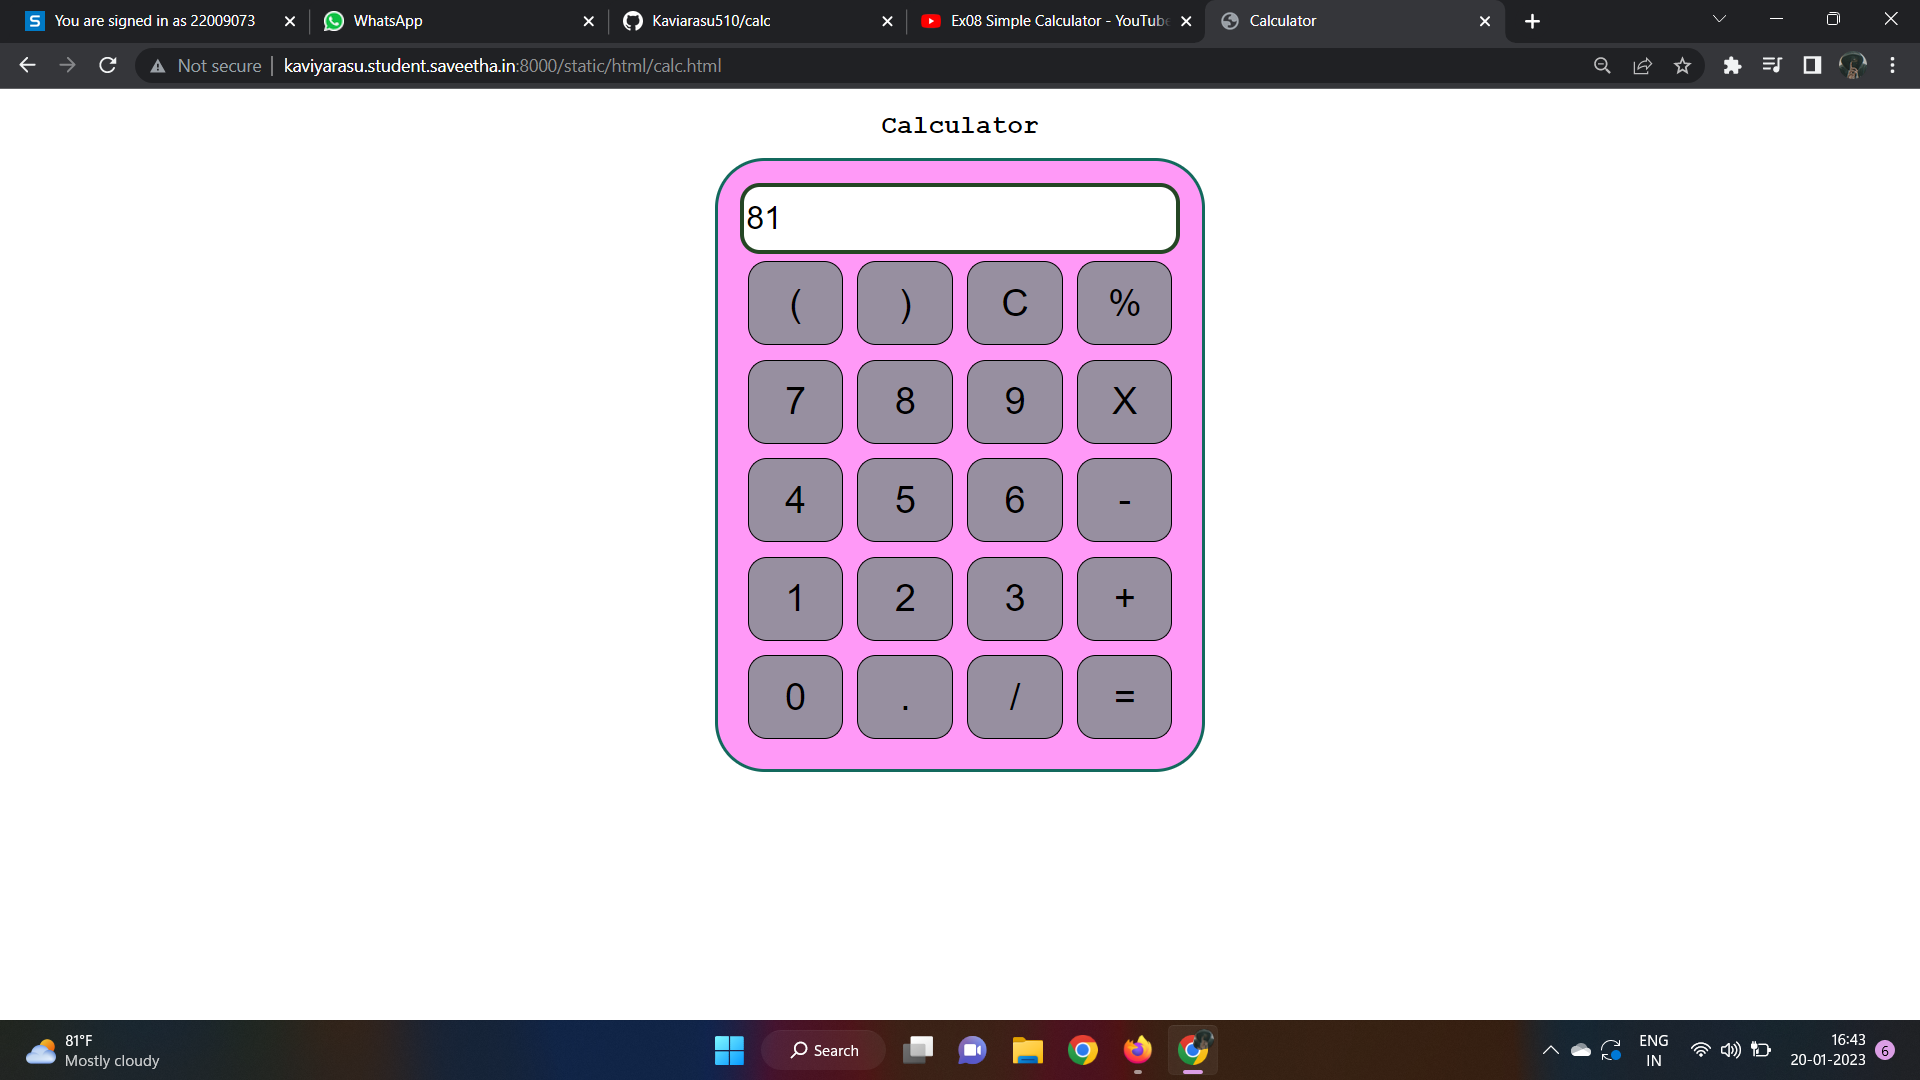 You are signed in as 22009073
WhatsApp
Kaviarasu510/calc
Ex08 Simple Calculator - YouTube
Calculator
Not secure
kaviyarasu.student.saveetha.in:8000/static/html/calc.html
Calculator
81
( ) C %
7 8 9 X
4 5 6 -
1 2 3 +
0 . / =
81°F
Mostly cloudy
Search
ENG
IN
16:43
20-01-2023
6